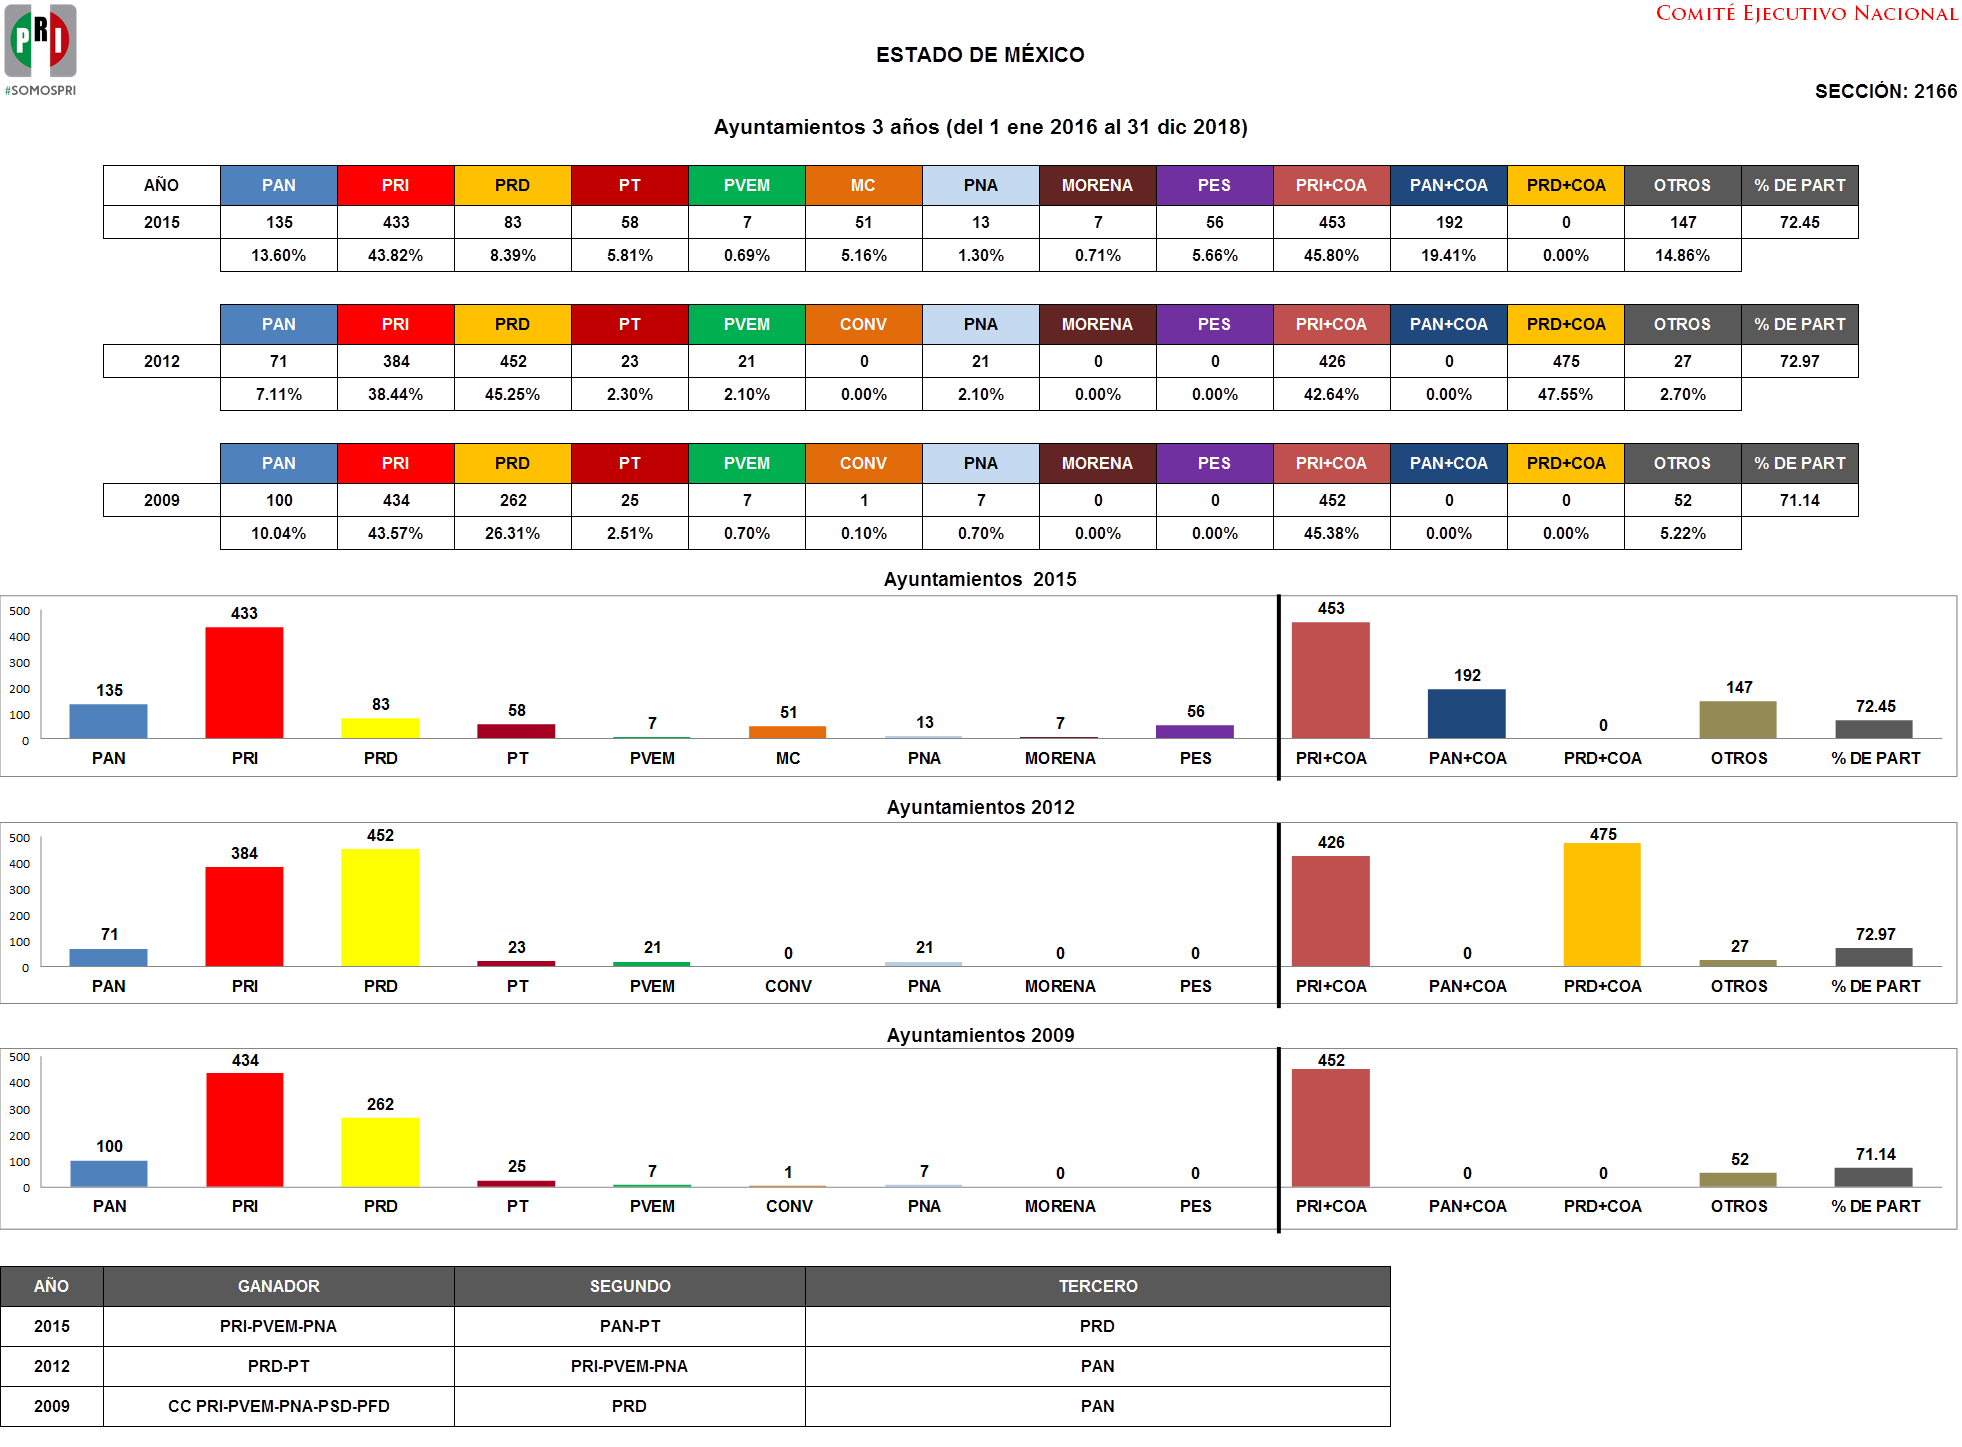 PRI
#SOMOSPRI
COMITÉ EJECUTIVO NACIONAL
ESTADO DE MÉXICO
SECCIÓN: 2166
Ayuntamientos 3 años (del 1 ene 2016 al 31 dic 2018)
AÑO PAN PRI PRD PT PVEM MC PNA MORENA PES PRI+COA PAN+COA PRD+COA OTROS % DE PART
2015 135 433 83 58 7 51 13 7 56 453 192 0 147 72.45
13.60% 43.82% 8.39% 5.81% 0.69% 5.16% 1.30% 0.71% 5.66% 45.80% 19.41% 0.00% 14.86%
PAN PRI PRD PT PVEM CONV PNA MORENA PES PRI+COA PAN+COA PRD+COA OTROS % DE PART
2012 71 384 452 23 21 0 21 0 0 426 0 475 27 72.97
7.11% 38.44% 45.25% 2.30% 2.10% 0.00% 2.10% 0.00% 0.00% 42.64% 0.00% 47.55% 2.70%
PAN PRI PRD PT PVEM CONV PNA MORENA PES PRI+COA PAN+COA PRD+COA OTROS % DE PART
2009 100 434 262 25 7 1 7 0 0 452 0 0 52 71.14
10.04% 43.57% 26.31% 2.51% 0.70% 0.10% 0.70% 0.00% 0.00% 45.38% 0.00% 0.00% 5.22%
Ayuntamientos 2015
500
400
300
200
100
0
135 433 83 58 7 51 13 7 56 453 192 0 147 72.45
PAN PRI PRD PT PVEM MC PNA MORENA PES PRI+COA PAN+COA PRD+COA OTROS % DE PART
Ayuntamientos 2012
500
400
300
200
100
0
71 384 452 23 21 0 21 0 0 426 0 475 27 72.97
PAN PRI PRD PT PVEM CONV PNA MORENA PES PRI+COA PAN+COA PRD+COA OTROS % DE PART
Ayuntamientos 2009
500
400
300
200
100
0
100 434 262 25 7 1 7 0 0 452 0 0 52 71.14
PAN PRI PRD PT PVEM CONV PNA MORENA PES PRI+COA PAN+COA PRD+COA OTROS % DE PART
AÑO GANADOR SEGUNDO TERCERO
2015 PRI-PVEM-PNA PAN-PT PRD
2012 PRD-PT PRI-PVEM-PNA PAN
2009 CC PRI-PVEM-PNA-PSD-PFD PRD PAN